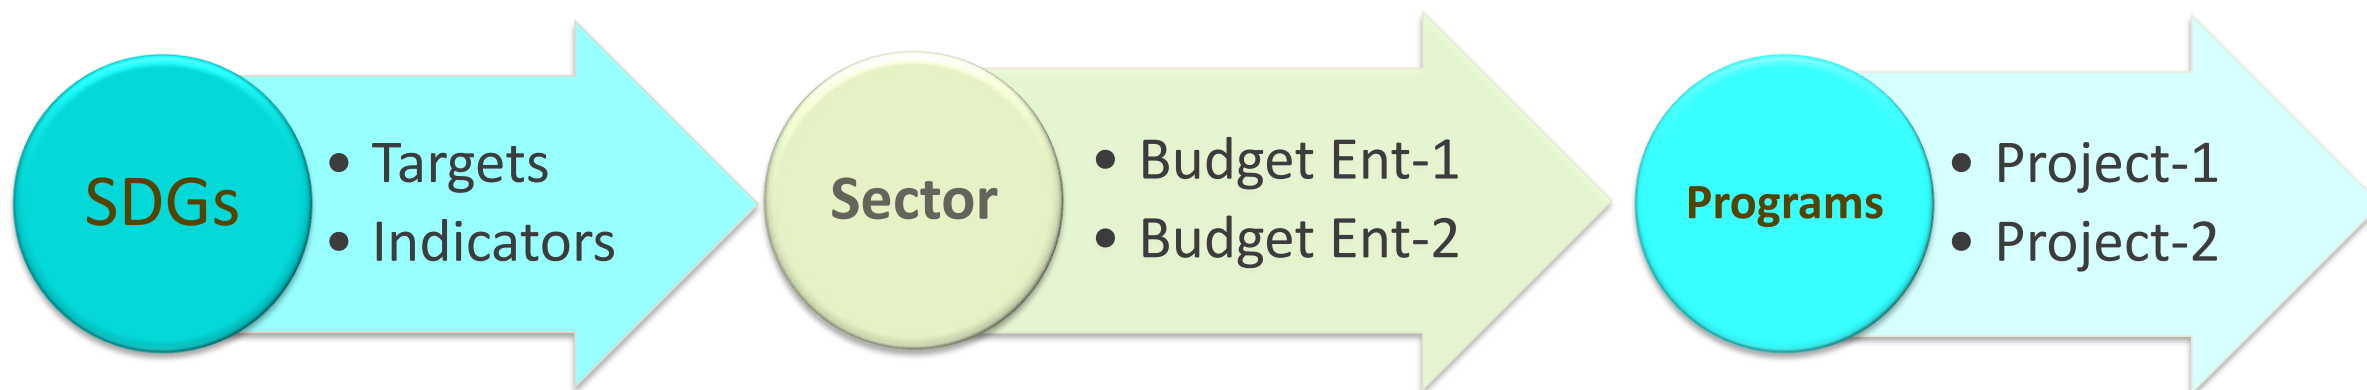 SDGs
• Targets
• Indicators
Sector
• Budget Ent-1
• Budget Ent-2
Programs
• Project-1
• Project-2